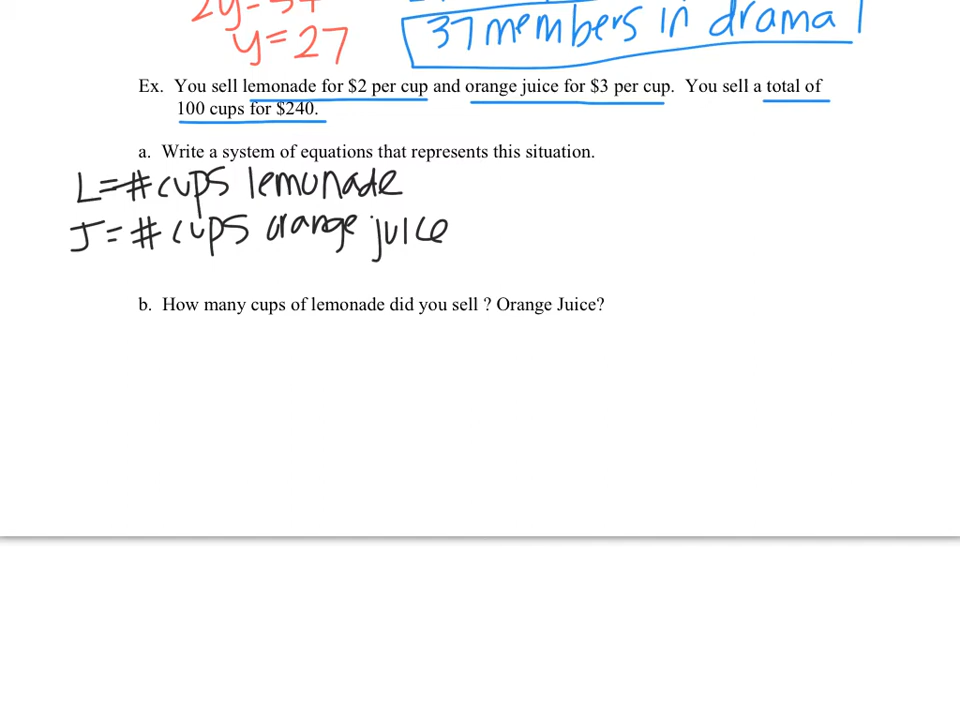 2y=54
y=27
37 members in drama
Ex. You sell lemonade for $2 per cup and orange juice for $3 per cup. You sell a total of
100 cups for $240.
a. Write a system of equations that represents this situation.
L=#cups lemonade
J=# cups orange juice
b. How many cups of lemonade did you sell ? Orange Juice?